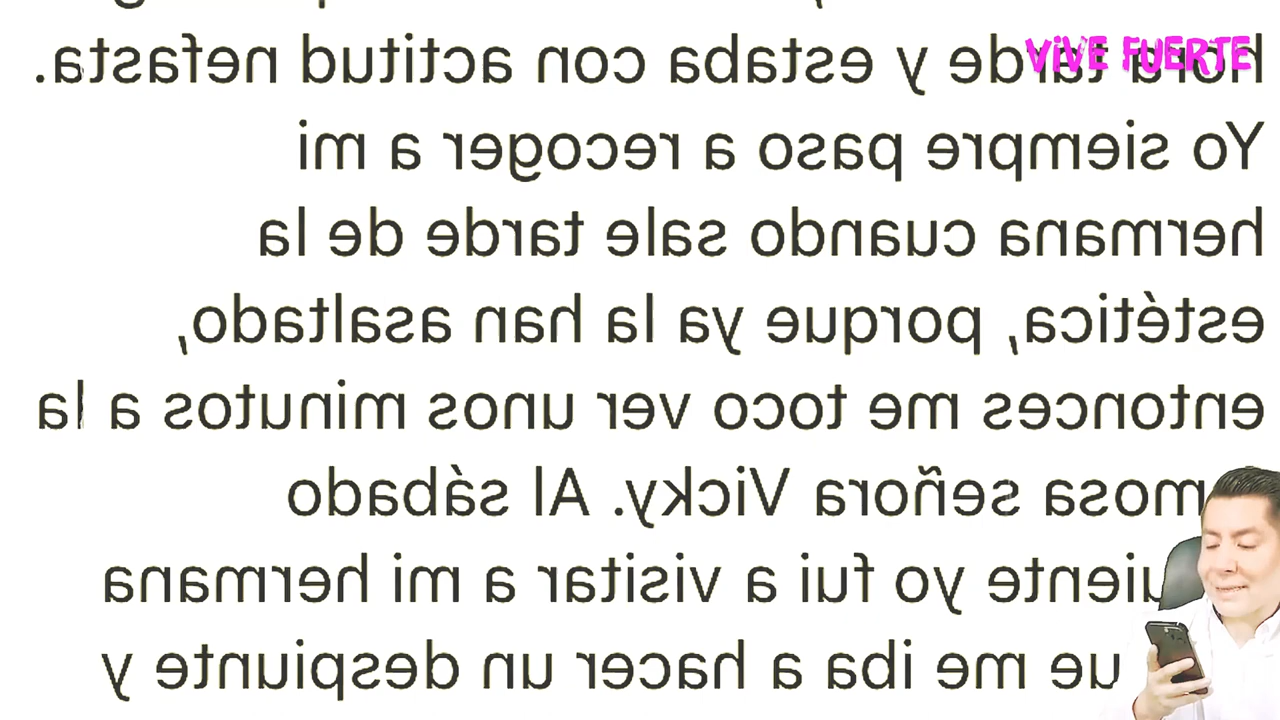 VIVE FUERTE
hora tarde y estaba con actitud nefasta.
Yo siempre paso a recoger a mi
hermana cuando sale tarde de la
estética, porque ya la han asaltado,
entonces me toco ver unos minutos a la
mosa señora Vicky. Al sábado
uiente yo fui a visitar a mi hermana
ue me iba a hacer un despiunte y